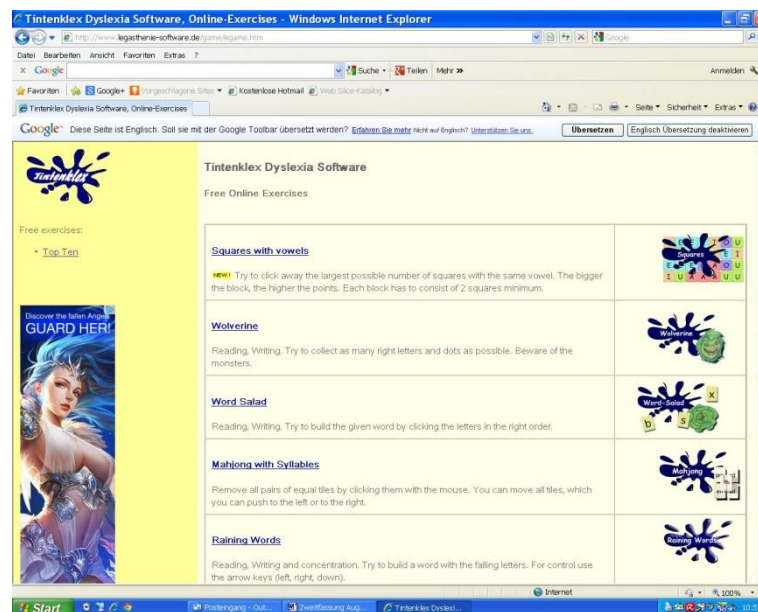 Tintenklex Dyslexia Software, Online-Exercises - Windows Internet Explorer
http://www.legasthenie-software.de/game/egame.htm
Google
Datei Bearbeiten Ansicht Favoriten Extras ?
x Google Suche Teilen Mehr » Anmelden
Favoriten Google+ Vorgeschlagene Sites Kostenlose Hotmail Web Slice-Katalog
Tintenklex Dyslexia Software, Online-Exercises
Seite Sicherheit Extras
Google Diese Seite ist Englisch. Soll sie mit der Google Toolbar übersetzt werden? Erfahren Sie mehr Nicht auf Englisch? Unterstützen Sie uns. Übersetzen Englisch Übersetzung deaktivieren
Tintenklex
Free exercises:
• Top Ten
Discover the fallen Angels
GUARD HER!
Tintenklex Dyslexia Software
Free Online Exercises
Squares with vowels
NEW! Try to click away the largest possible number of squares with the same vowel. The bigger
the block, the higher the points. Each block has to consist of 2 squares minimum.
Squares
Wolverine
Reading, Writing. Try to collect as many right letters and dots as possible. Beware of the
monsters.
Wolverine
Word Salad
Reading, Writing. Try to build the given word by clicking the letters in the right order.
Word-Salad
x
b s
Mahjong with Syllables
Remove all pairs of equal tiles by clicking them with the mouse. You can move all tiles, which
you can push to the left or to the right.
Mahjong
Raining Words
Reading, Writing and concentration. Try to build a word with the falling letters. For control use
the arrow keys (left, right, down).
Raining Words
Internet 100%
Start Posteingang - Out... Zweitfassung Aug... Tintenklex Dyslexi...